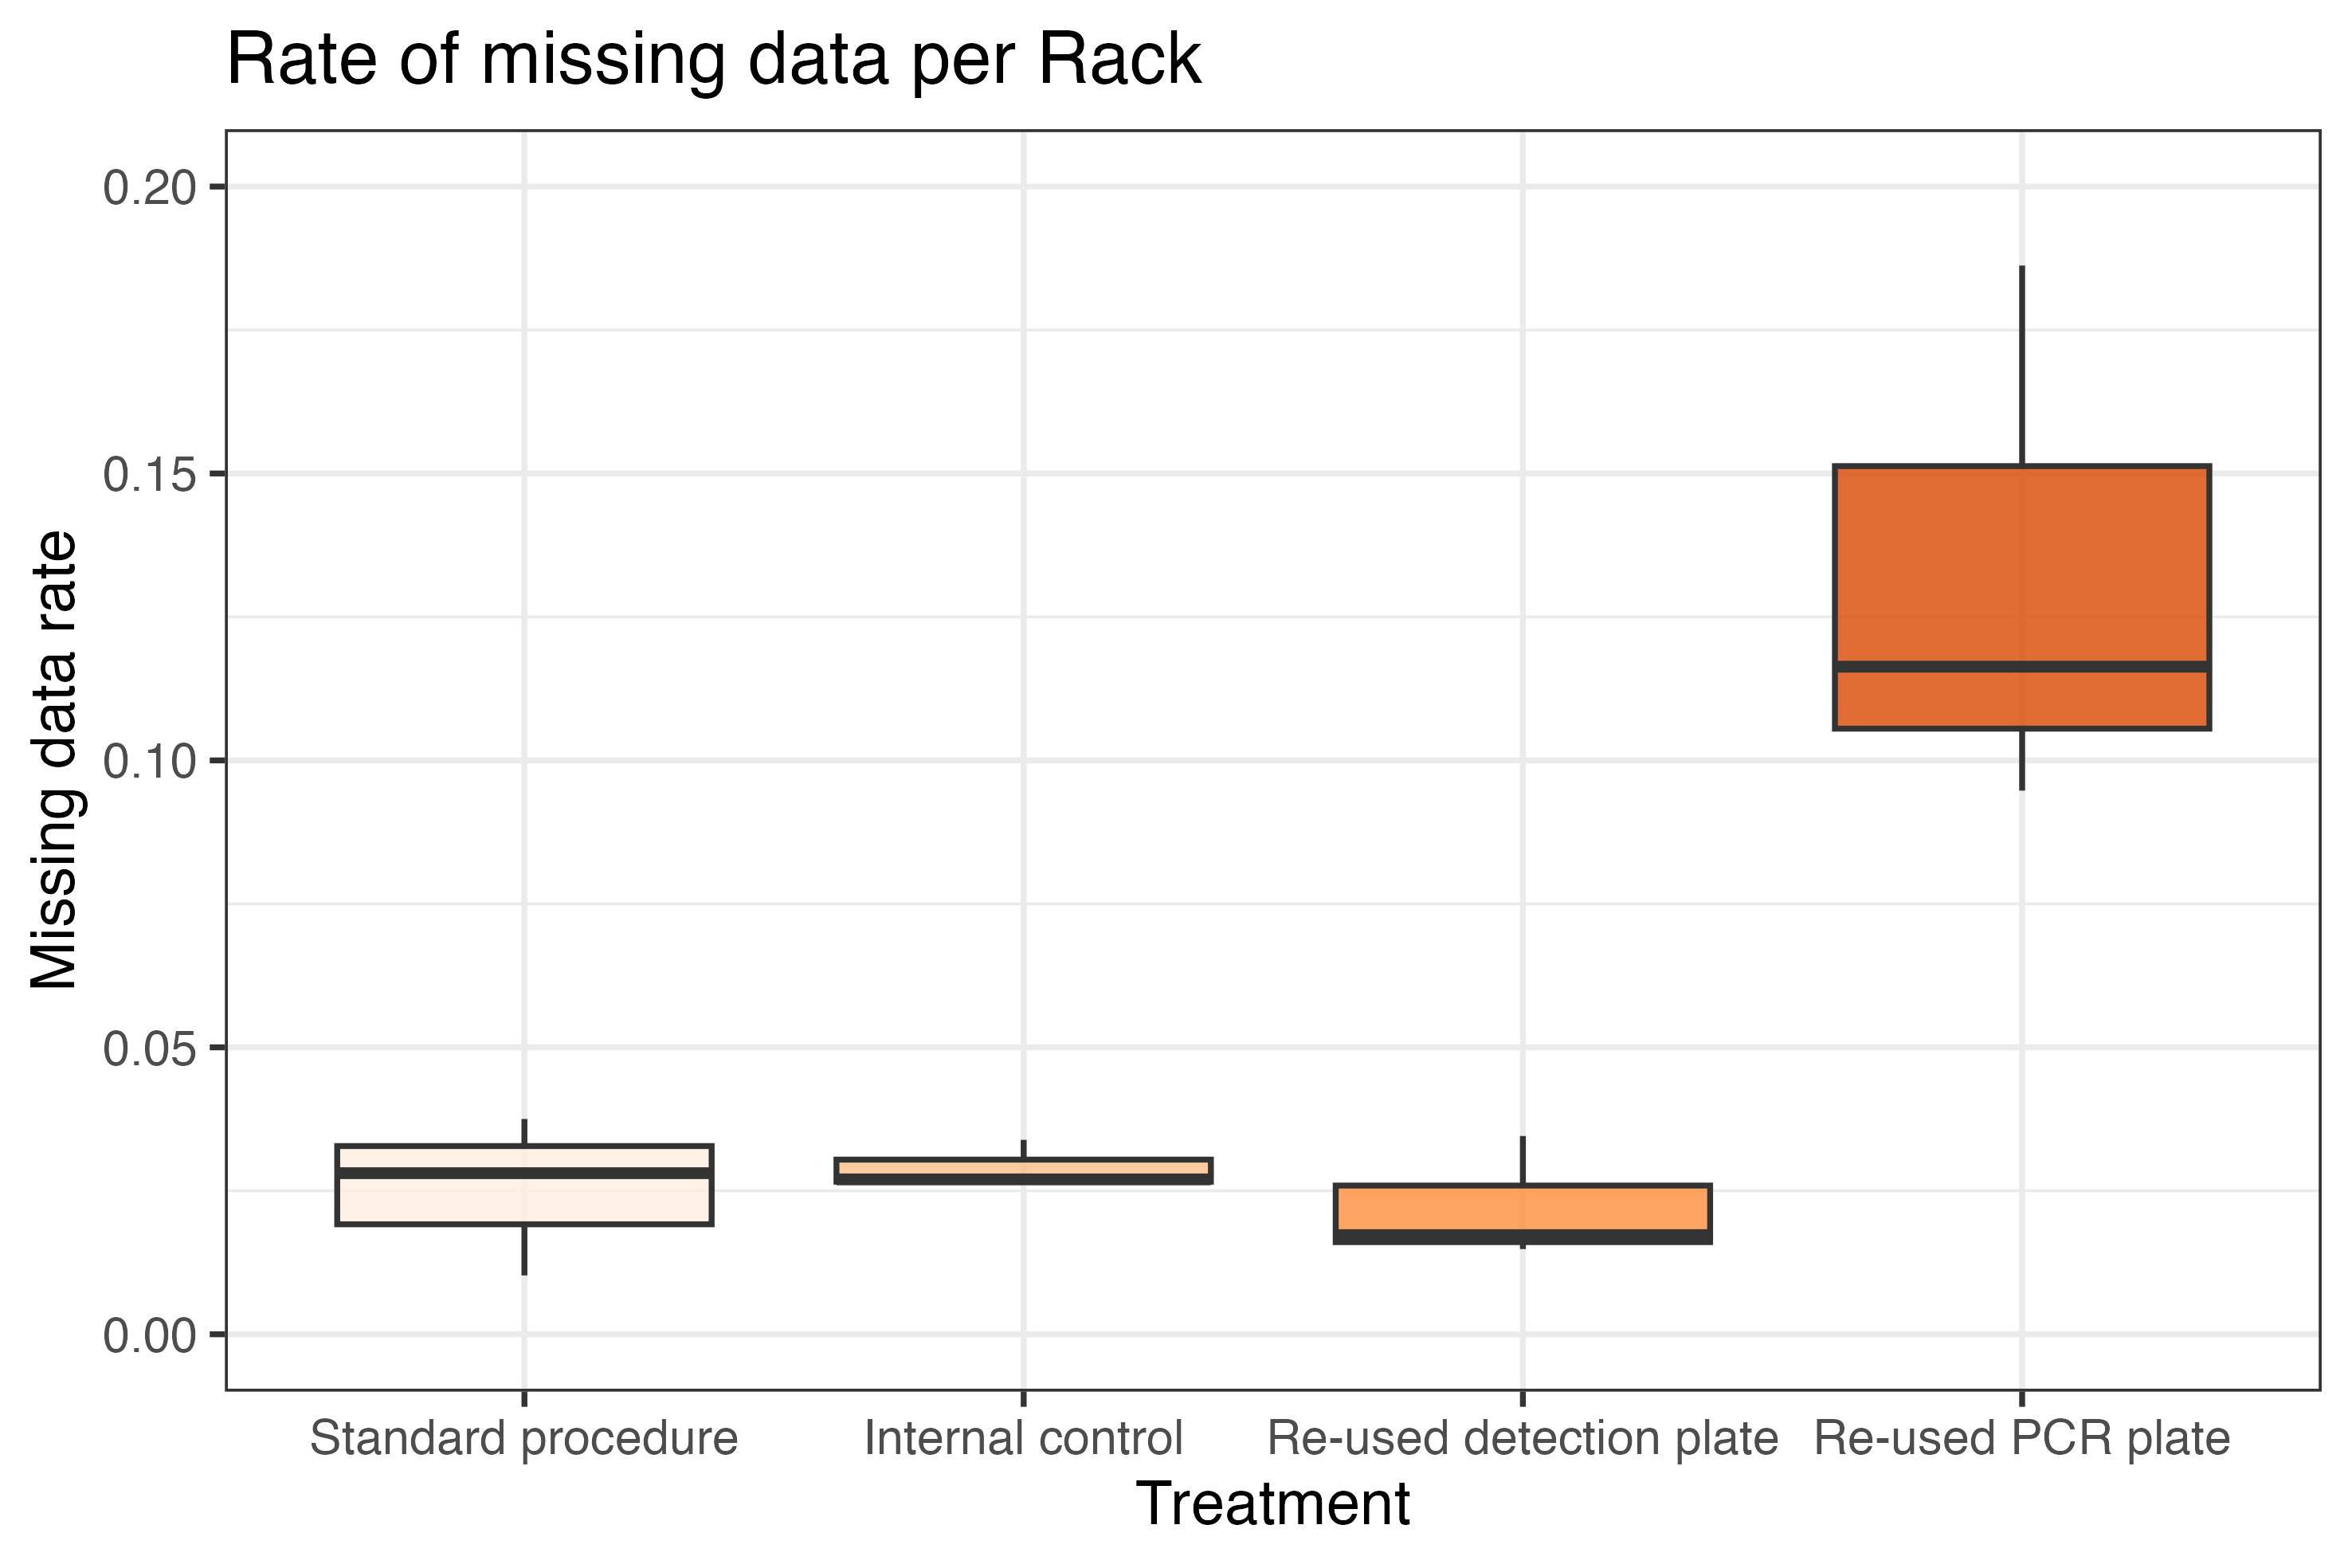 Rate of missing data per Rack
Missing data rate
0.20
0.15
0.10
0.05
0.00
Standard procedure
Internal control
Re-used detection plate
Re-used PCR plate
Treatment